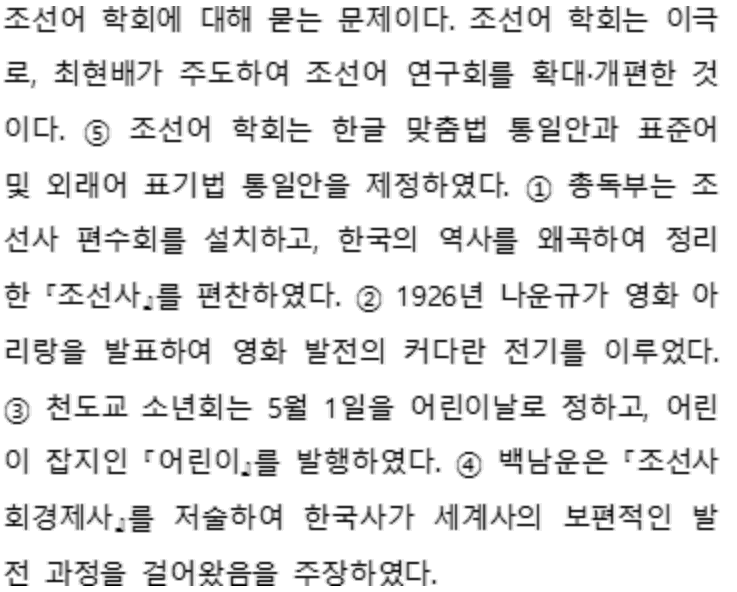 조선어 학회에 대해 묻는 문제이다. 조선어 학회는 이극
로, 최현배가 주도하여 조선어 연구회를 확대·개편한 것
이다. ⑤ 조선어 학회는 한글 맞춤법 통일안과 표준어
및 외래어 표기법 통일안을 제정하였다. ① 총독부는 조
선사 편수회를 설치하고, 한국의 역사를 왜곡하여 정리
한 『조선사』를 편찬하였다. ② 1926년 나운규가 영화 아
리랑을 발표하여 영화 발전의 커다란 전기를 이루었다.
③ 천도교 소년회는 5월 1일을 어린이날로 정하고, 어린
이 잡지인 『어린이』를 발행하였다. ④ 백남운은 『조선사
회경제사』를 저술하여 한국사가 세계사의 보편적인 발
전 과정을 걸어왔음을 주장하였다.